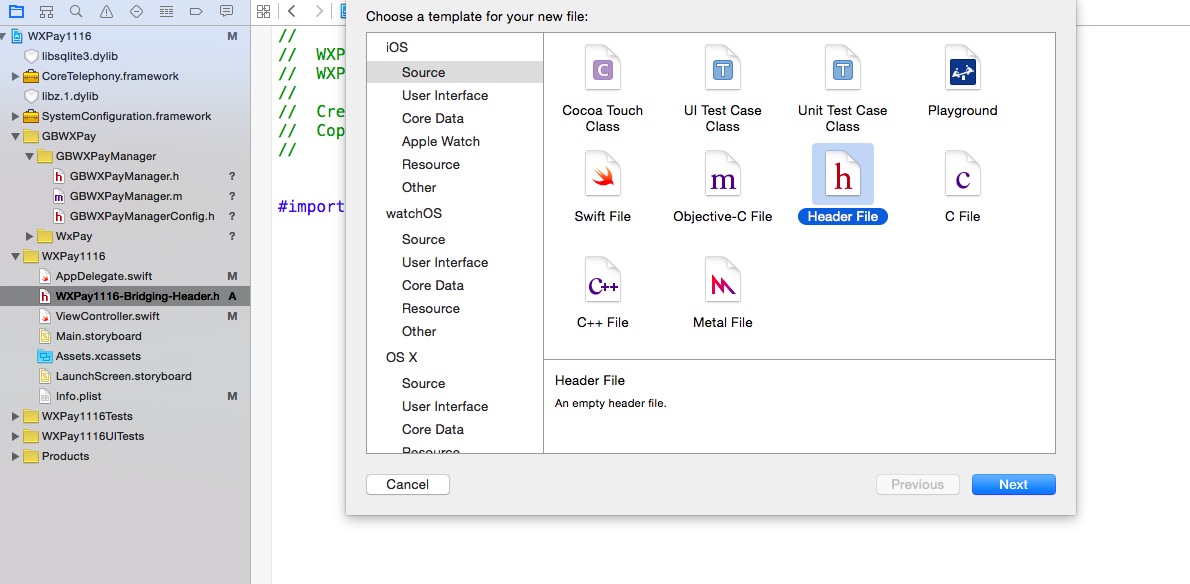 WXPay1116 M
libsqlite3.dylib
CoreTelephony.framework
libz.1.dylib
SystemConfiguration.framework
GBWXPay
GBWXPayManager
h GBWXPayManager.h ?
m GBWXPayManager.m ?
h GBWXPayManagerConfig.h ?
WxPay ?
WXPay1116
AppDelegate.swift M
h WXPay1116-Bridging-Header.h A
ViewController.swift M
Main.storyboard
Assets.xcassets
LaunchScreen.storyboard
Info.plist M
WXPay1116Tests
WXPay1116UITests
Products
//
// WXP
// WXP
//
// Cre
// Cop
//
#import
Choose a template for your new file:
iOS
Source
User Interface
Core Data
Apple Watch
Resource
Other
watchOS
Source
User Interface
Core Data
Resource
Other
OS X
Source
User Interface
Core Data
Resource
C
Cocoa Touch
Class
T
UI Test Case
Class
T
Unit Test Case
Class
Playground
Swift File
m
Objective-C File
h
Header File
c
C File
C++
C++ File
Metal File
Header File
An empty header file.
Cancel
Previous
Next